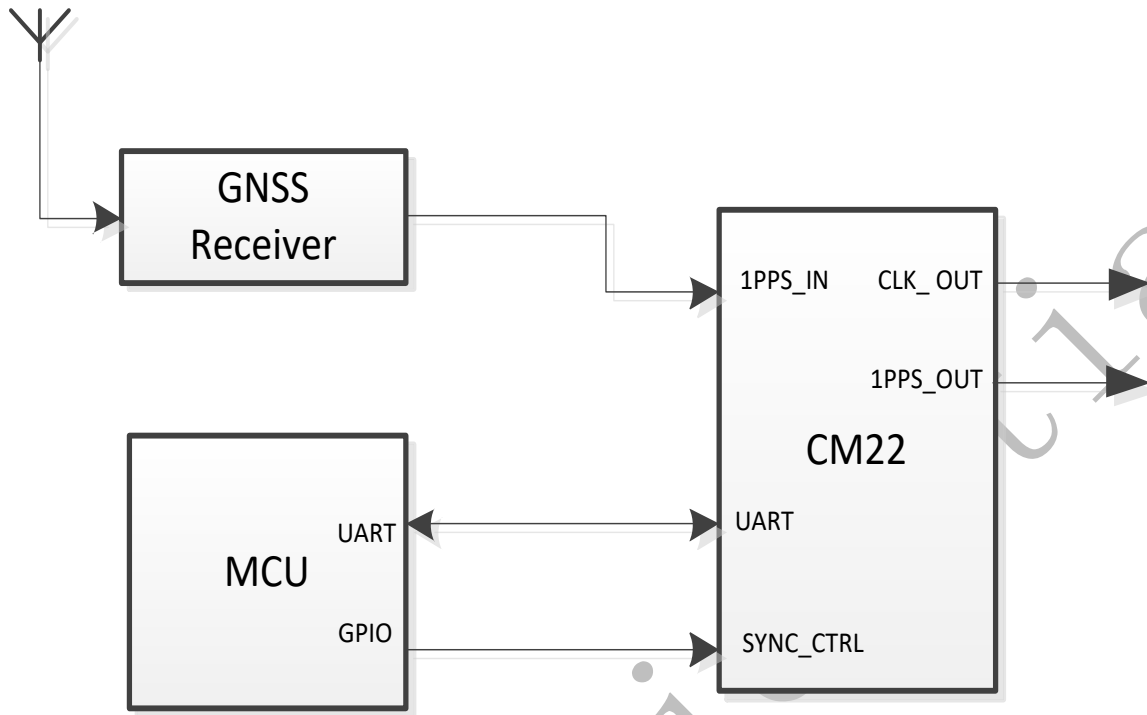 GNSS
Receiver
1PPS_IN
CLK_ OUT
1PPS_OUT
CM22
UART
UART
MCU
GPIO
SYNC_CTRL